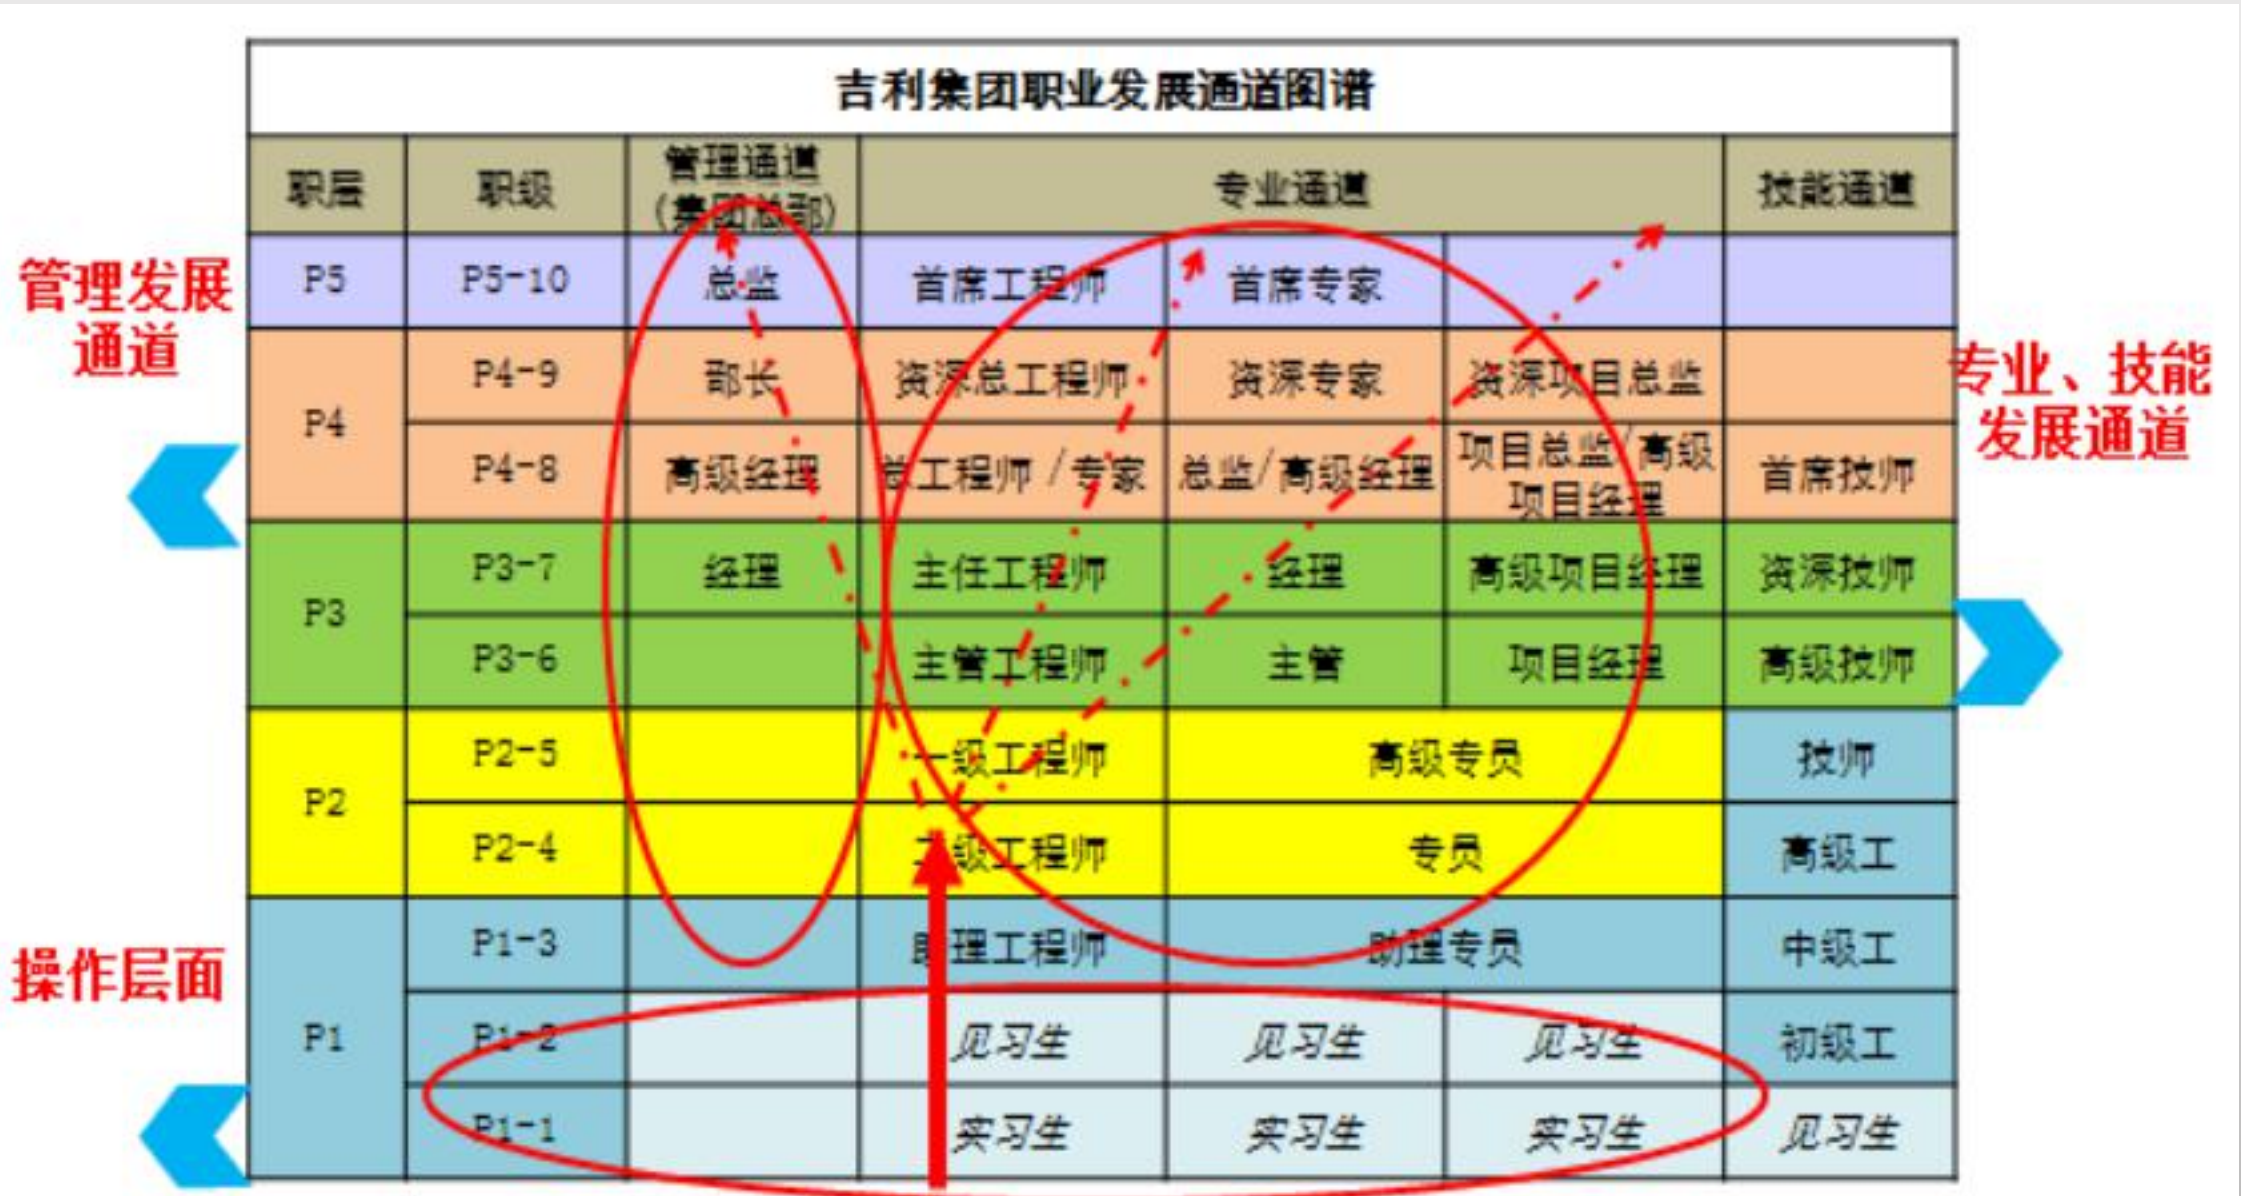 吉利集团职业发展通道图谱
职层 职级 管理通道 专业通道 技能通道
(集团总部)
管理发展
通道
P5 P5-10 总监 首席工程师 首席专家
P4 P4-9 部长 资深总工程师 资深专家 资深项目总监
P4-8 高级经理 总工程师/专家 总监/高级经理 项目总监/高级 首席技师
项目经理
专业、技能
发展通道
P3 P3-7 经理 主任工程师 经理 高级项目经理 资深技师
P3-6 主管工程师 主管 项目经理 高级技师
P2 P2-5 一级工程师 高级专员 技师
P2-4 二级工程师 专员 高级工
操作层面
P1 P1-3 助理工程师 助理专员 中级工
P1-2 见习生 见习生 见习生 初级工
P1-1 实习生 实习生 实习生 见习生